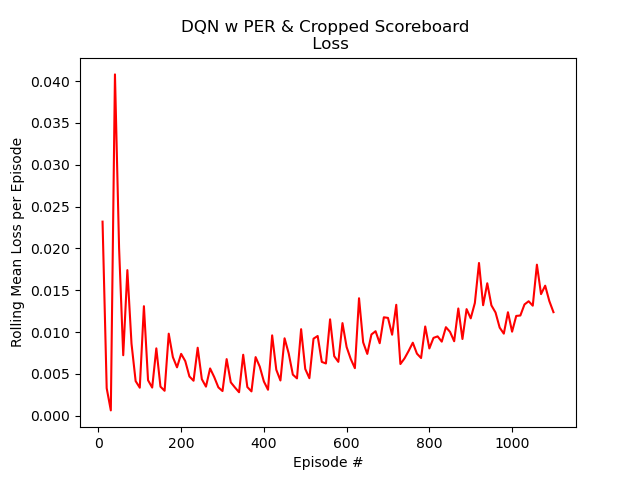 DQN w PER & Cropped Scoreboard
Loss
Rolling Mean Loss per Episode
0.040
0.035
0.030
0.025
0.020
0.015
0.010
0.005
0.000
0 200 400 600 800 1000
Episode #